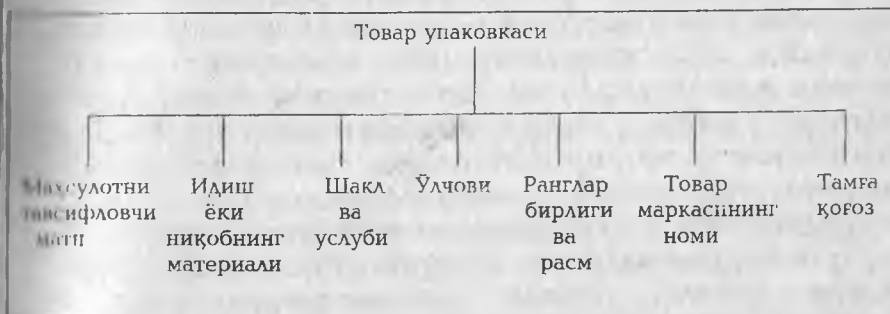 Товар упаковкаси
Маҳсулотни
тавсифловчи
матн
Идиш
ёки
ниқобнинг
материали
Шакл
ва
услуби
Ўлчови
Ранглар
бирлиги
ва
расм
Товар
маркасининг
номи
Тамға
қоғоз